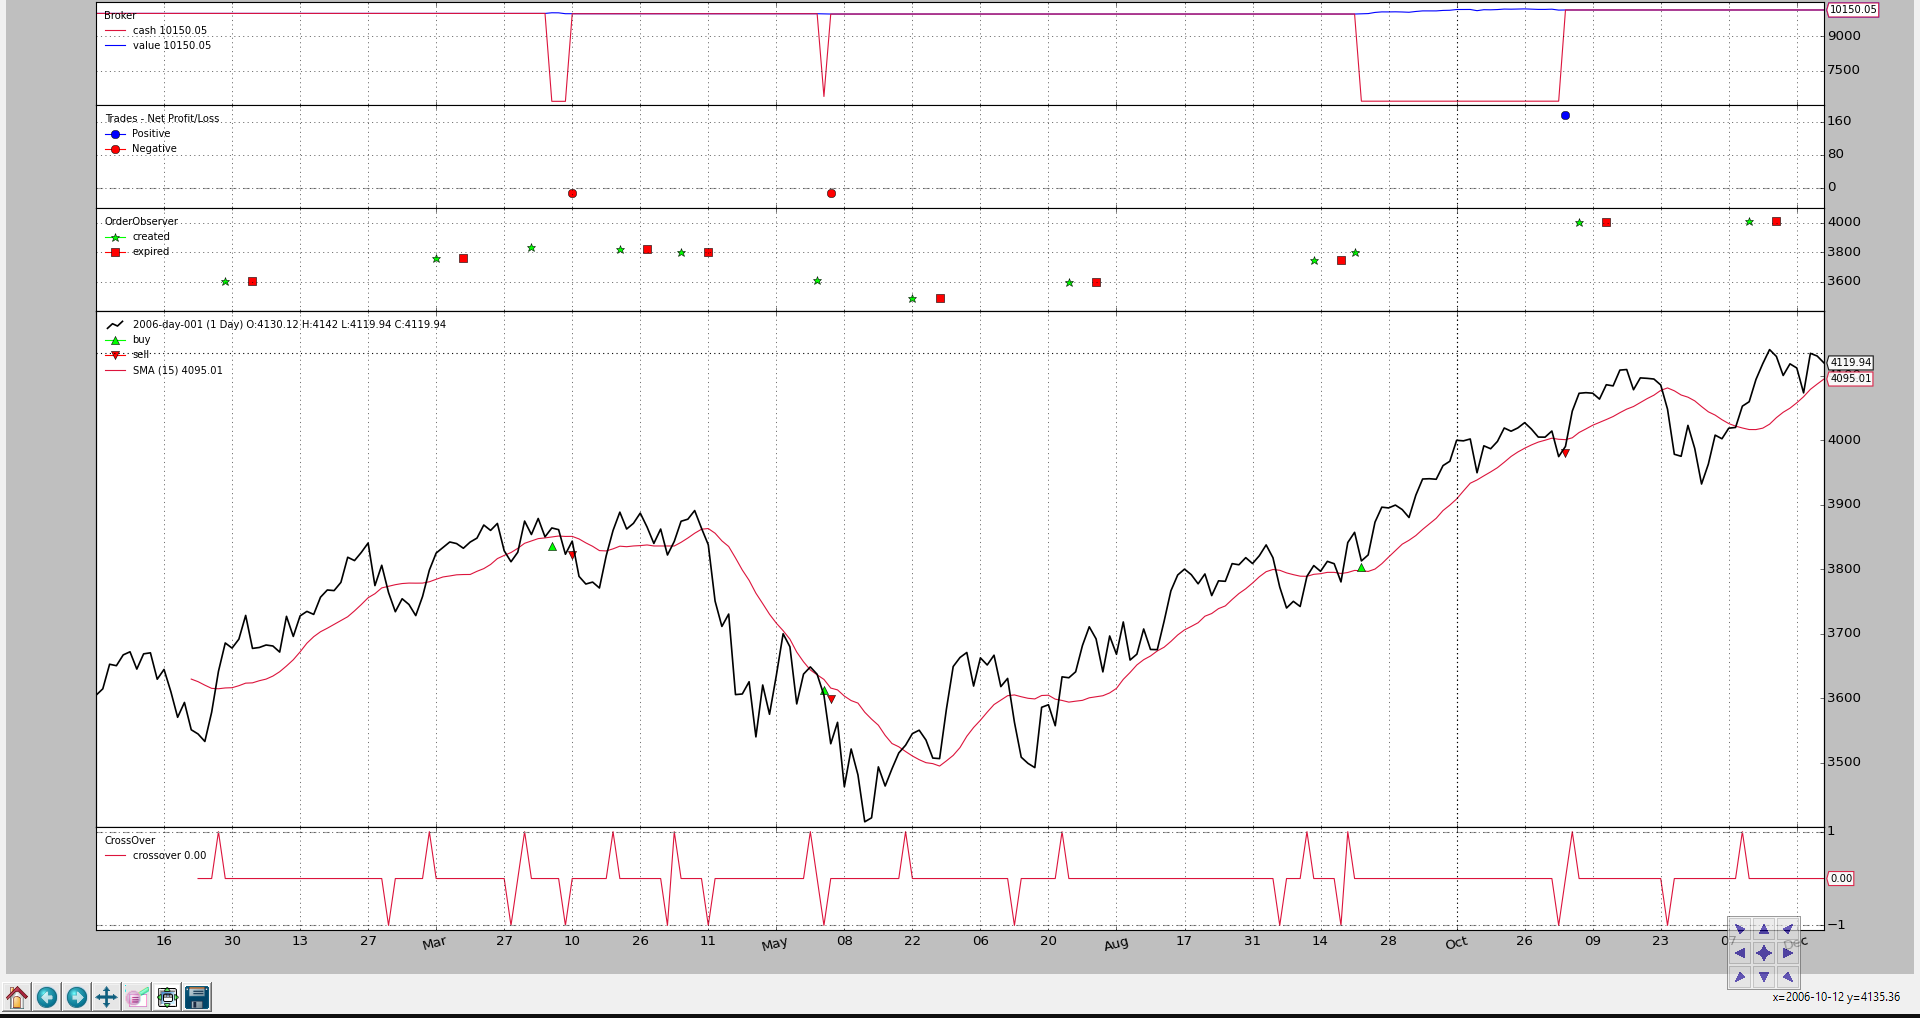 Broker
cash 10150.05
value 10150.05
10150.05
9000
7500
Trades - Net Profit/Loss
Positive
Negative
160
80
0
OrderObserver
created
expired
4000
3800
3600
2006-day-001 (1 Day) O:4130.12 H:4142 L:4119.94 C:4119.94
buy
sell
SMA (15) 4095.01
4119.94
4095.01
4000
3900
3800
3700
3600
3500
CrossOver
crossover 0.00
1
0.00
−1
16 30 13 27 Mar 27 10 26 11 May 08 22 06 20 Aug 17 31 14 28 Oct 26 09 23 07 Dec
x=2006-10-12 y=4135.36